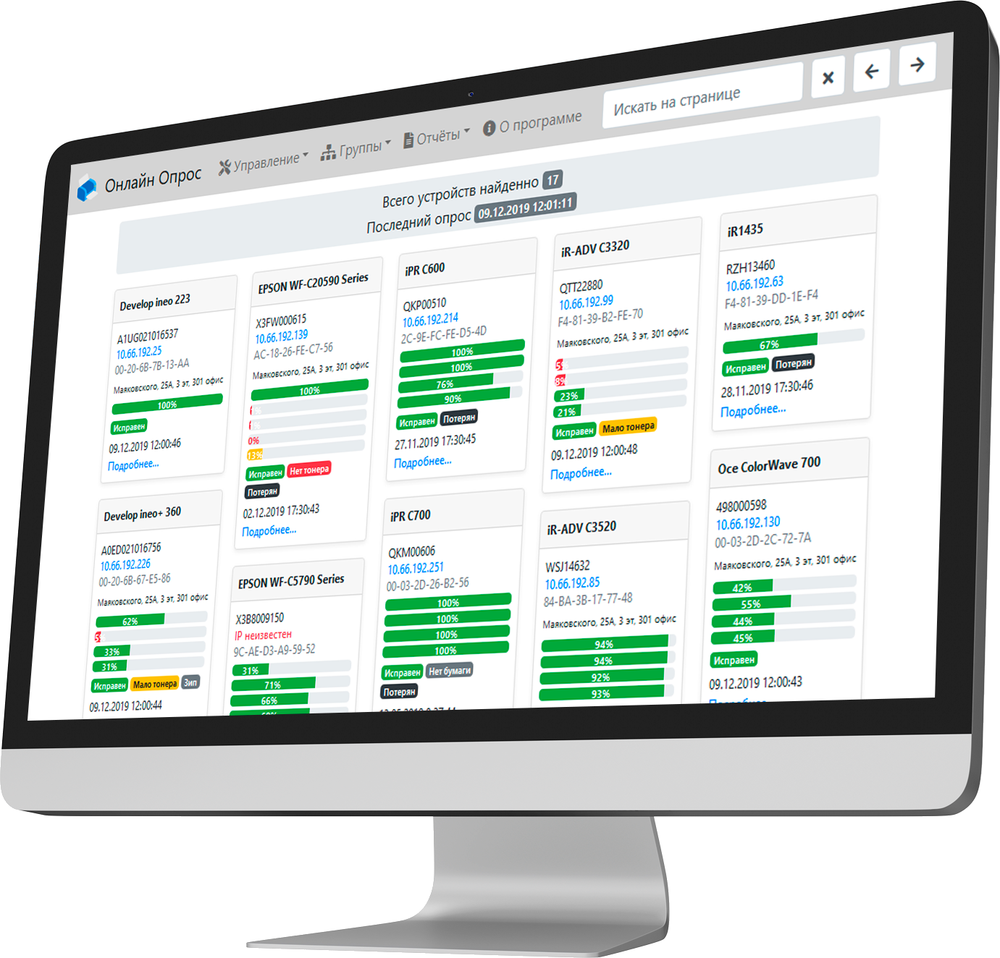 Онлайн Опрос
Управление
Группы
Отчёты
О программе
Искать на странице
Всего устройств найденно 17
Последний опрос 09.12.2019 12:01:11
Develop ineo 223
A1UG021016537
10.66.192.25
00-20-6B-7B-13-AA
Маяковского, 25А, 3 эт, 301 офис
100%
Исправен
09.12.2019 12:00:46
Подробнее...
Develop ineo+ 360
A0ED021016756
10.66.192.226
00-20-6B-67-E5-86
Маяковского, 25А, 3 эт, 301 офис
62%
5
33%
31%
Исправен Мало тонера Зип
09.12.2019 12:00:44
EPSON WF-C20590 Series
X3FW000615
10.66.192.139
AC-18-26-FE-C7-56
Маяковского, 25А, 3 эт, 301 офис
100%
%
%
0%
13%
Исправен Нет тонера
Потерян
02.12.2019 17:30:43
Подробнее...
EPSON WF-C5790 Series
X3B8009150
IP неизвестен
9C-AE-D3-A9-59-52
31%
71%
66%
iPR C600
QKP00510
10.66.192.214
2C-9E-FC-FE-D5-4D
100%
100%
76%
90%
Исправен Потерян
27.11.2019 17:30:45
Подробнее...
iPR C700
QKM00606
10.66.192.251
00-03-2D-26-B2-56
100%
100%
100%
100%
Исправен Нет бумаги
Потерян
iR-ADV C3320
QTT22880
10.66.192.99
F4-81-39-B2-FE-70
Маяковского, 25А, 3 эт, 301 офис
5%
8%
23%
21%
Исправен Мало тонера
09.12.2019 12:00:48
Подробнее...
iR-ADV C3520
WSJ14632
10.66.192.85
84-BA-3B-17-77-48
Маяковского, 25А, 3 эт, 301 офис
94%
94%
92%
93%
iR1435
RZH13460
10.66.192.63
F4-81-39-DD-1E-F4
Маяковского, 25А, 3 эт, 301 офис
67%
Исправен Потерян
28.11.2019 17:30:46
Подробнее...
Oce ColorWave 700
498000598
10.66.192.130
00-03-2D-2C-72-7A
Маяковского, 25А, 3 эт, 301 офис
42%
55%
44%
45%
Исправен
09.12.2019 12:00:43